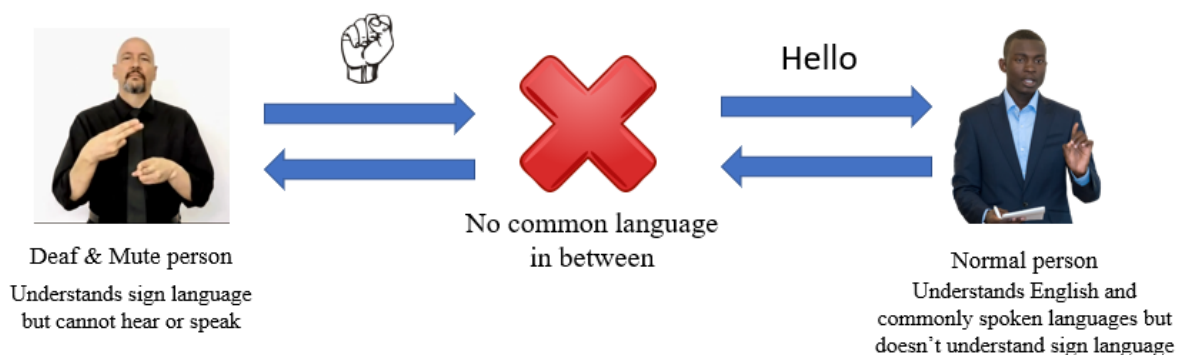 Hello
No common language
in between
Deaf & Mute person
Understands sign language
but cannot hear or speak
Normal person
Understands English and
commonly spoken languages but
doesn't understand sign language